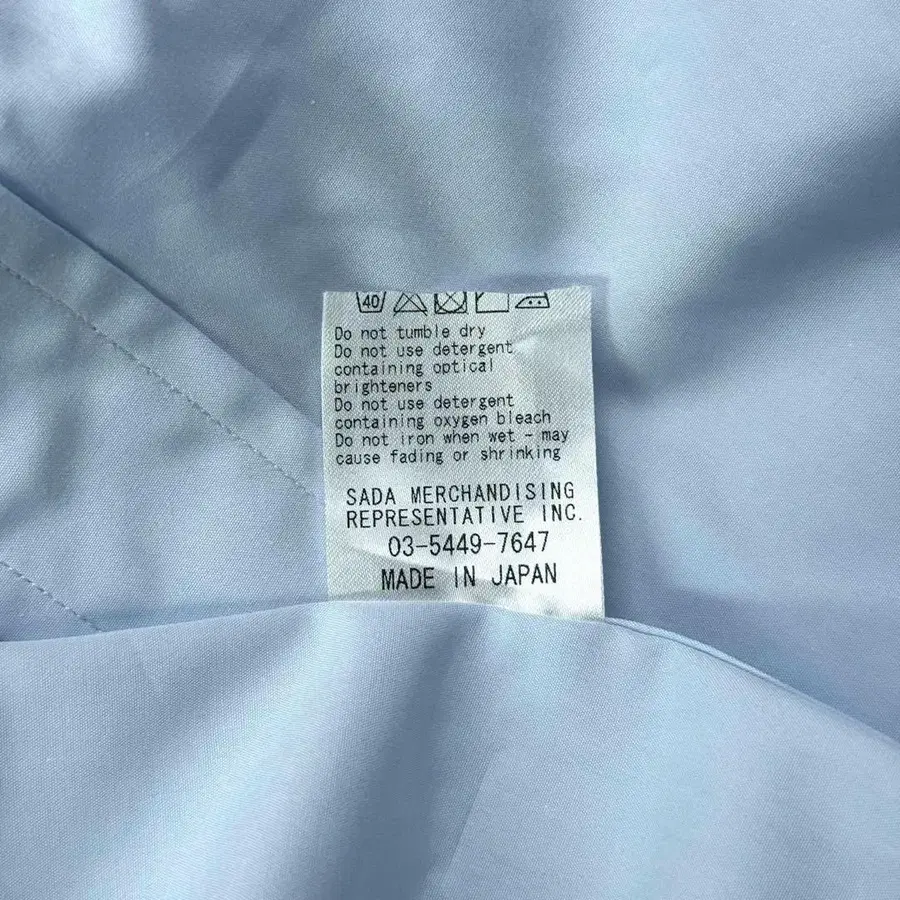 40
Do not tumble dry
Do not use detergent
containing optical
brighteners
Do not use detergent
containing oxygen bleach
Do not iron when wet - may
cause fading or shrinking
SADA MERCHANDISING
REPRESENTATIVE INC.
03-5449-7647
MADE IN JAPAN